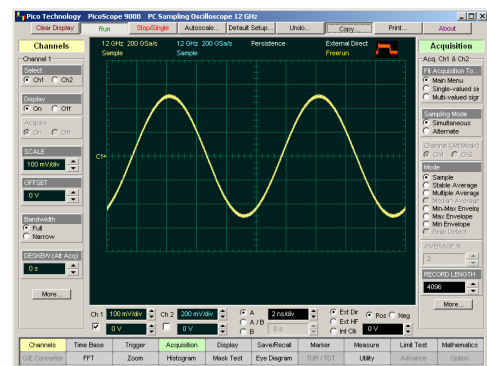 Pico Technology PicoScope 9000 PC Sampling Oscilloscope 12 GHz
Clear Display Run Stop/Single Autoscale... Default Setup... Undo... Copy... Print... About
Channels
Channel 1
Select
Ch1 Ch2
Display
On Off
Acquire
On Off
SCALE
100 mV/div
OFFSET
0 V
Bandwidth
Full
Narrow
DESKEW (Alt Acq)
0 s
More...
12 GHz 200 GSa/s 12 GHz 200 GSa/s Persistence External Direct
Sample Sample Freerun
C1+
Acquisition
Acq. Ch1 & Ch2
Fit Acquisition To...
Main Menu
Single-valued si
Multi-valued sigr
Sampling Mode
Simultaneous
Alternate
Channel (Alt Mode)
Ch1 Ch2
Mode
Sample
Stable Average
Multiple Average
Median Average
Min-Max Envelop
Max Envelope
Min Envelope
Peak Detect
AVERAGE N
2
RECORD LENGTH
4096
More...
Ch 1 100 mV/div Ch 2 200 mV/div A 2 ns/div Ext Dir Pos Neg
A / B Ext HF
0 V 0 V B 0 s Int Clk 0 V
Channels Time Base Trigger Acquisition Display Save/Recall Marker Measure Limit Test Mathematics
O/E Converter FFT Zoom Histogram Mask Test Eye Diagram TDR / TDT Utility Advance Option